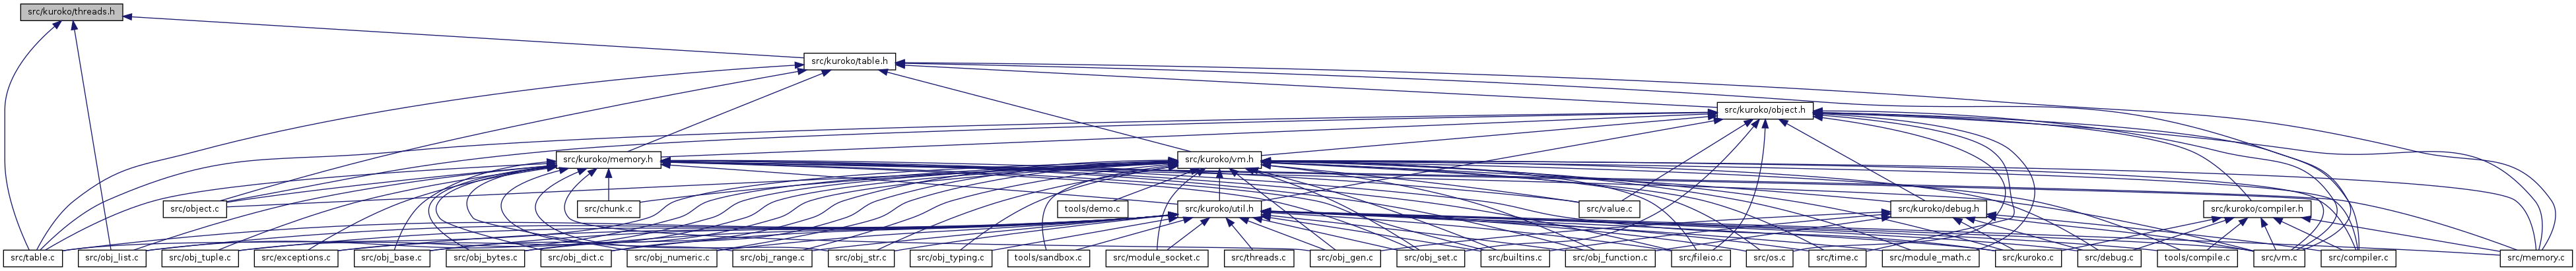 src/kuroko/threads.h
src/kuroko/table.h
src/kuroko/object.h
src/kuroko/memory.h
src/kuroko/vm.h
src/object.c
src/chunk.c
tools/demo.c
src/kuroko/util.h
src/value.c
src/kuroko/debug.h
src/kuroko/compiler.h
src/table.c
src/obj_list.c
src/obj_tuple.c
src/exceptions.c
src/obj_base.c
src/obj_bytes.c
src/obj_dict.c
src/obj_numeric.c
src/obj_range.c
src/obj_str.c
src/obj_typing.c
tools/sandbox.c
src/module_socket.c
src/threads.c
src/obj_gen.c
src/obj_set.c
src/builtins.c
src/obj_function.c
src/fileio.c
src/os.c
src/time.c
src/module_math.c
src/kuroko.c
src/debug.c
tools/compile.c
src/vm.c
src/compiler.c
src/memory.c